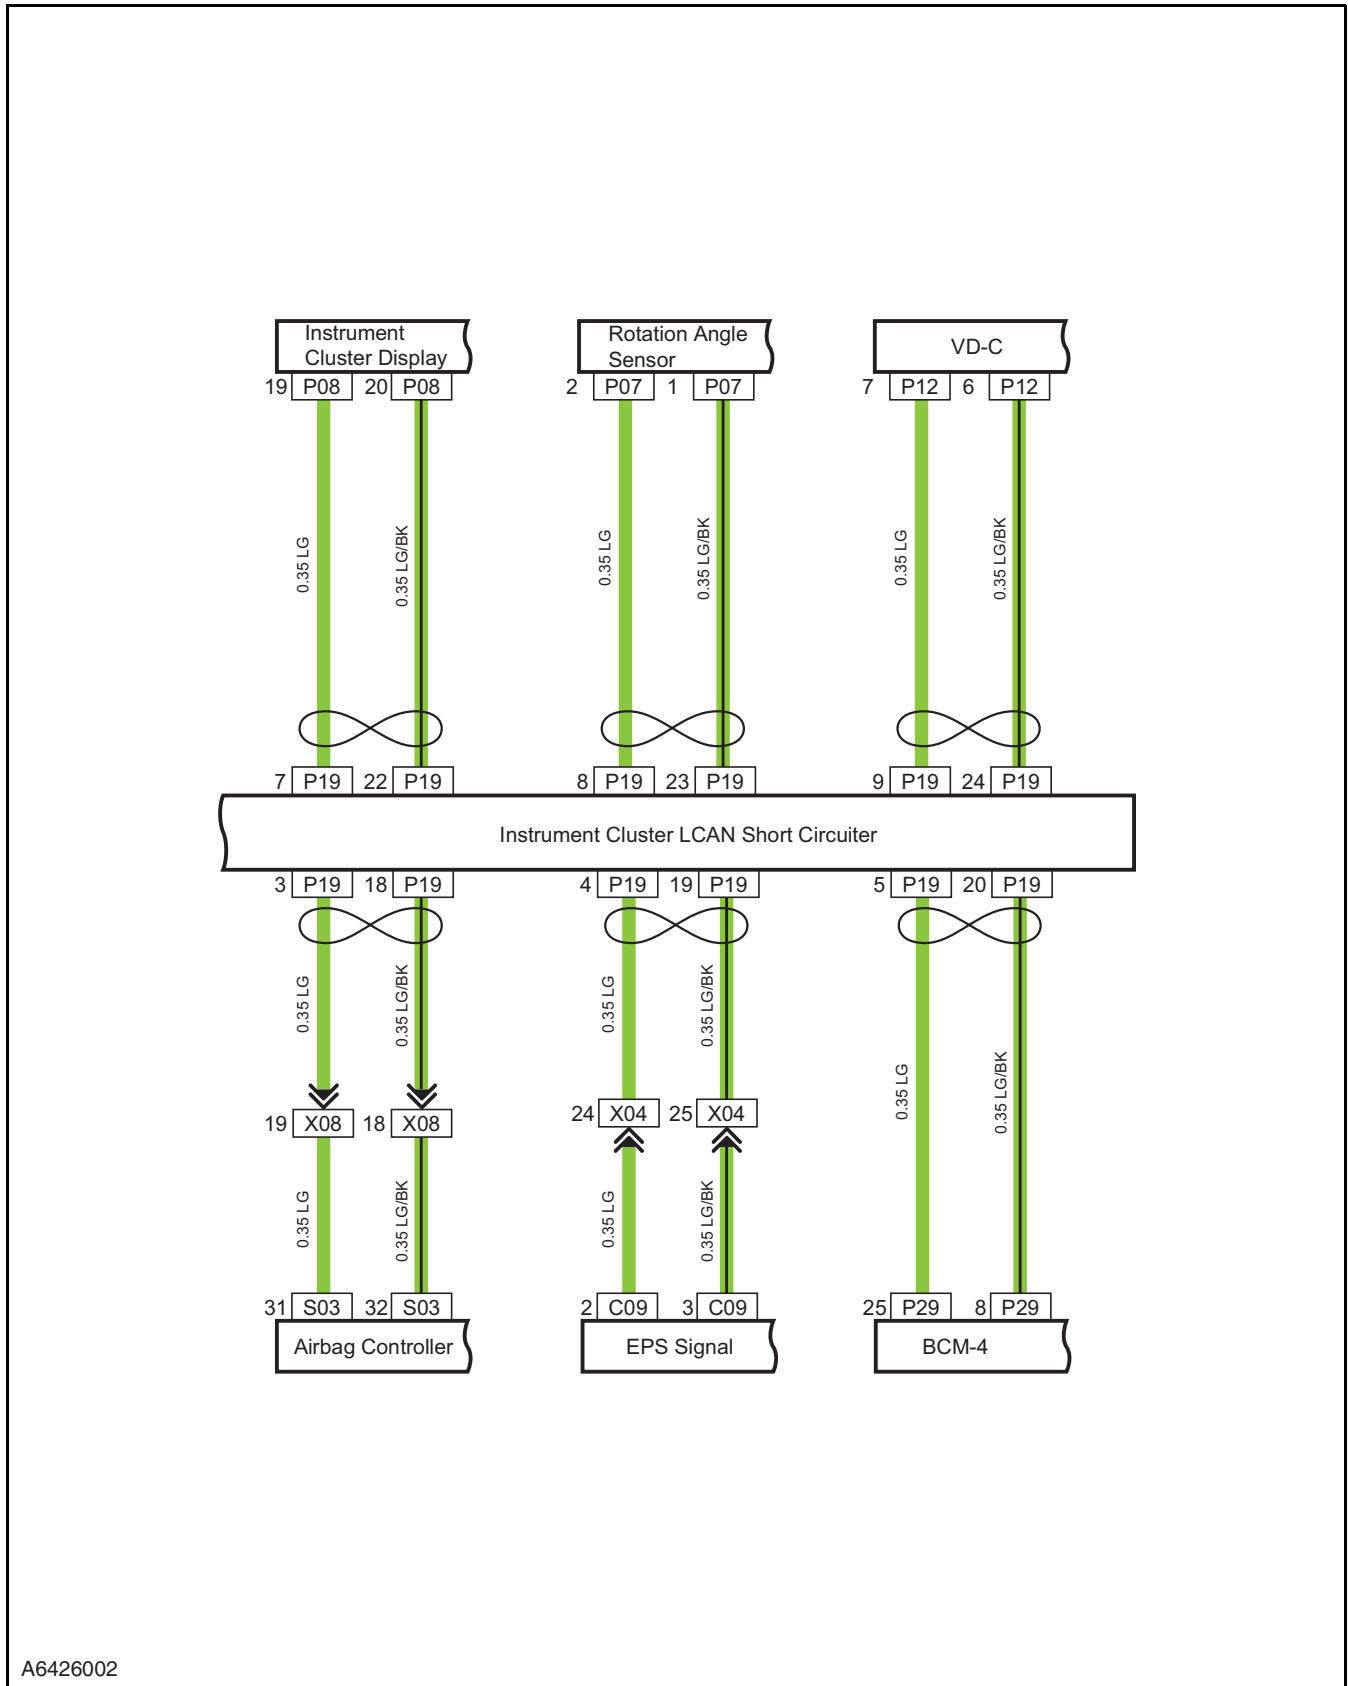 Instrument
Cluster Display
Rotation Angle
Sensor
VD-C
19 P08 20 P08
2 P07 1 P07
7 P12 6 P12
0.35 LG
0.35 LG/BK
0.35 LG
0.35 LG/BK
0.35 LG
0.35 LG/BK
7 P19 22 P19
8 P19 23 P19
9 P19 24 P19
Instrument Cluster LCAN Short Circuiter
3 P19 18 P19
4 P19 19 P19
5 P19 20 P19
0.35 LG
0.35 LG/BK
0.35 LG
0.35 LG/BK
0.35 LG
0.35 LG/BK
19 X08 18 X08
24 X04 25 X04
0.35 LG
0.35 LG/BK
0.35 LG
0.35 LG/BK
31 S03 32 S03
2 C09 3 C09
25 P29 8 P29
Airbag Controller
EPS Signal
BCM-4
A6426002